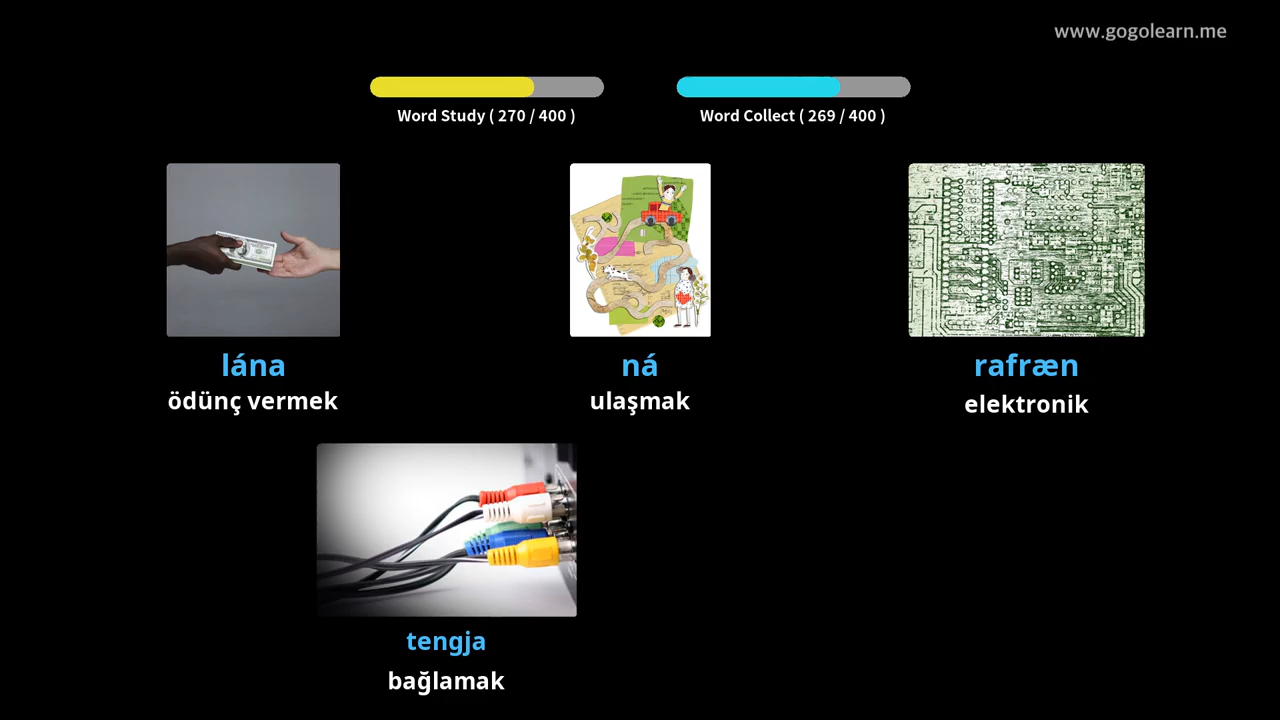 www.gogolearn.me
Word Study ( 270 / 400 )
Word Collect ( 269 / 400 )
lána
ödünç vermek
ná
ulaşmak
rafræn
elektronik
tengja
bağlamak